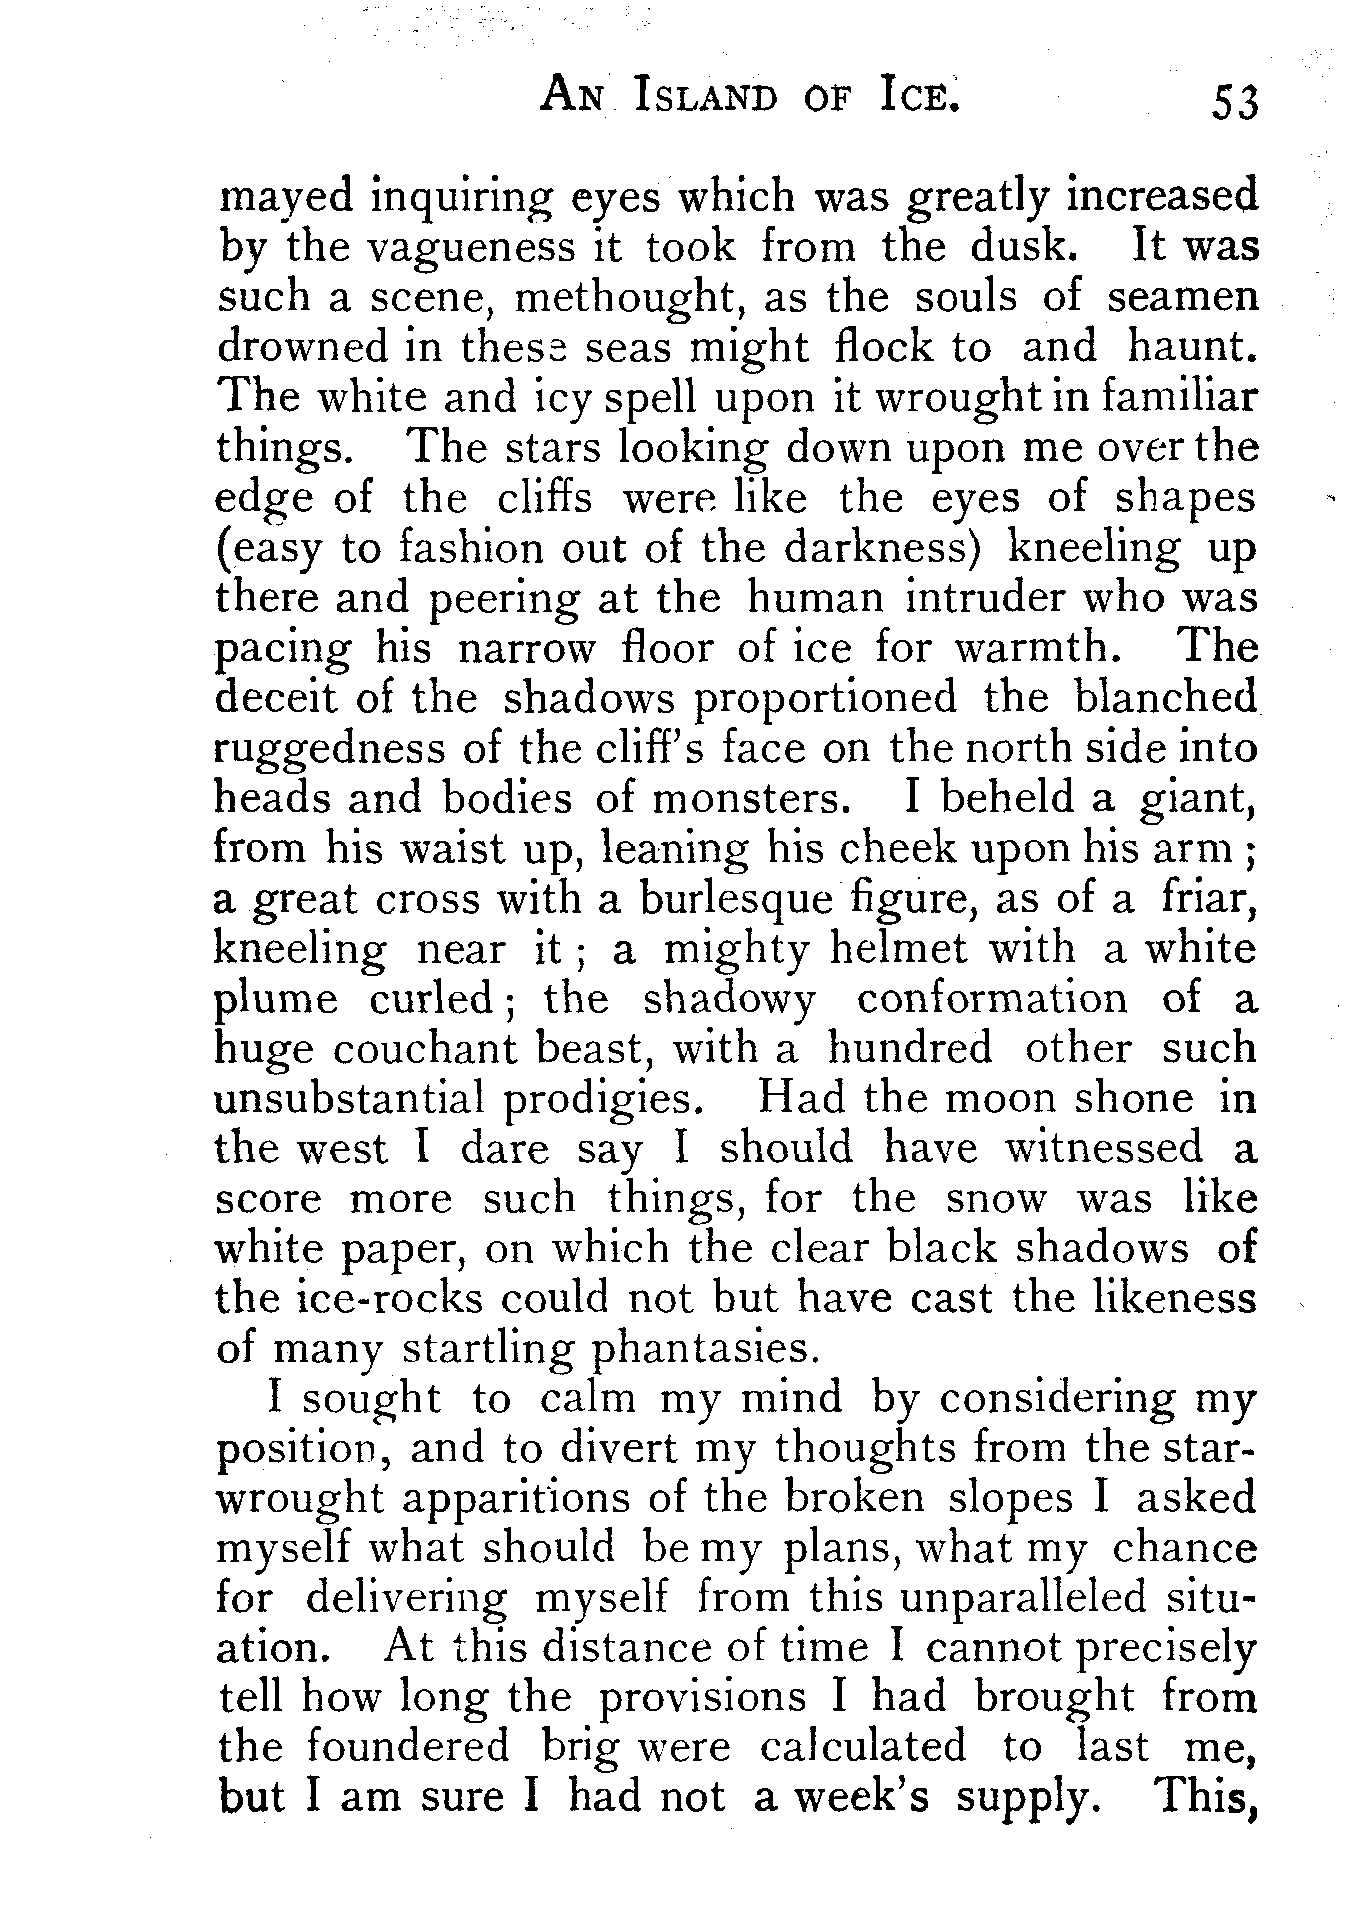 An Island of Ice. 53
mayed inquiring eyes which was greatly increased
by the vagueness it took from the dusk. It was
such a scene, methought, as the souls of seamen
drowned in these seas might flock to and haunt.
The white and icy spell upon it wrought in familiar
things. The stars looking down upon me over the
edge of the cliffs were like the eyes of shapes
(easy to fashion out of the darkness) kneeling up
there and peering at the human intruder who was
pacing his narrow floor of ice for warmth. The
deceit of the shadows proportioned the blanched
ruggedness of the cliff's face on the north side into
heads and bodies of monsters. I beheld a giant,
from his waist up, leaning his cheek upon his arm ;
a great cross with a burlesque figure, as of a friar,
kneeling near it ; a mighty helmet with a white
plume curled ; the shadowy conformation of a
huge couchant beast, with a hundred other such
unsubstantial prodigies. Had the moon shone in
the west I dare say I should have witnessed a
score more such things, for the snow was like
white paper, on which the clear black shadows of
the ice-rocks could not but have cast the likeness
of many startling phantasies.
I sought to calm my mind by considering my
position, and to divert my thoughts from the star-
wrought apparitions of the broken slopes I asked
myself what should be my plans, what my chance
for delivering myself from this unparalleled situ-
ation. At this distance of time I cannot precisely
tell how long the provisions I had brought from
the foundered brig were calculated to last me,
but I am sure I had not a week's supply. This,